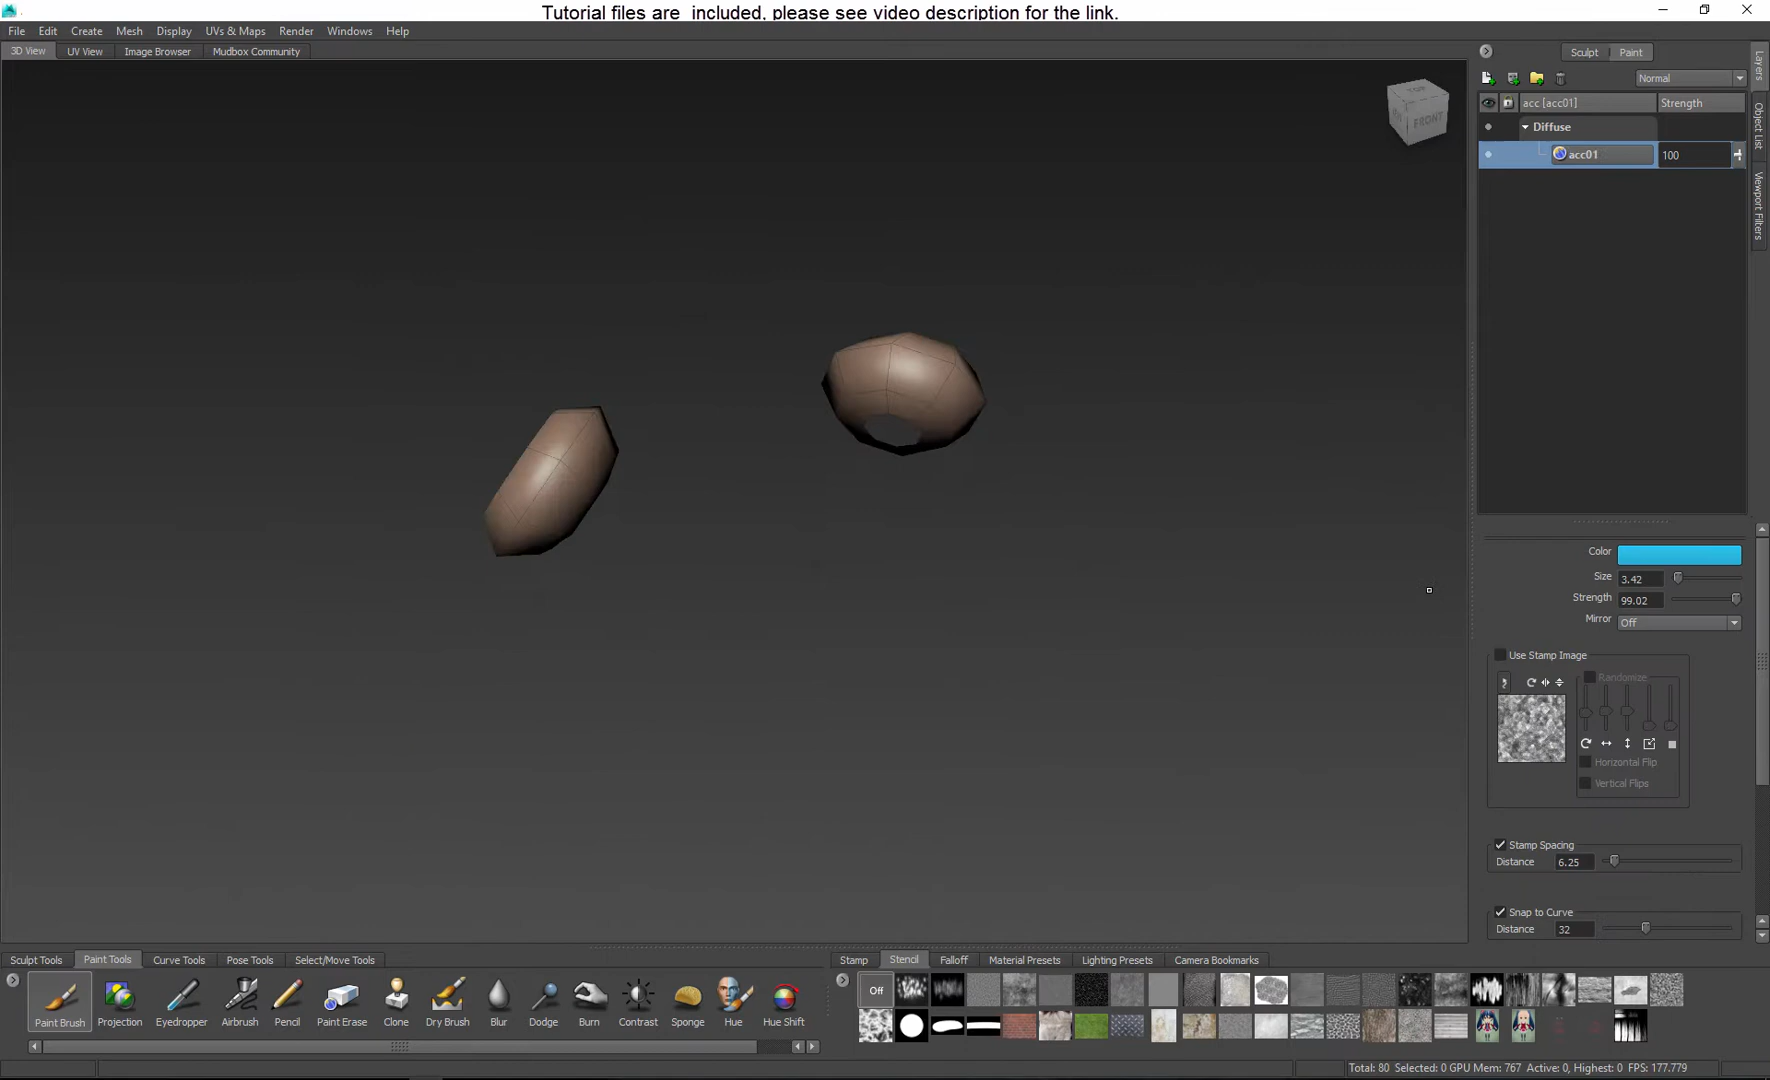 Tutorial files are  included, please see video description for the link.
File Edit Create Mesh Display UVs & Maps Render Windows Help
3D View UV View Image Browser Mudbox Community
Sculpt Paint
Layers
Object List
Viewport Filters
Normal
acc [acc01] Strength
Diffuse
acc01 100
TOP
FRONT
Color
Size 3.42
Strength 99.02
Mirror Off
Use Stamp Image
Randomize
Horizontal Flip
Vertical Flips
Stamp Spacing
Distance 6.25
Snap to Curve
Distance 32
Sculpt Tools Paint Tools Curve Tools Pose Tools Select/Move Tools
Stamp Stencil Falloff Material Presets Lighting Presets Camera Bookmarks
Off
Paint Brush Projection Eyedropper Airbrush Pencil Paint Erase Clone Dry Brush Blur Dodge Burn Contrast Sponge Hue Hue Shift
Total: 80 Selected: 0 GPU Mem: 767 Active: 0, Highest: 0 FPS: 177.779